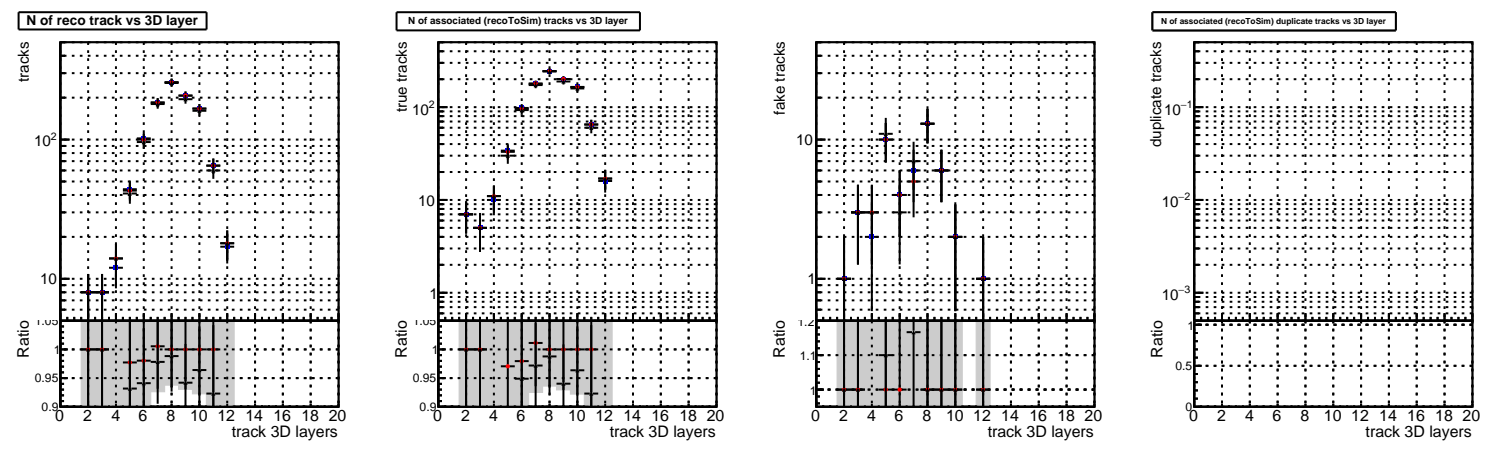 N of reco track vs 3D layer
tracks
10²
10
Ratio
1.05
1
0.95
0.9
0 2 4 6 8 10 12 14 16 18 20
track 3D layers
N of associated (recoToSim) tracks vs 3D layer
true tracks
10²
10
1
Ratio
1.05
1
0.95
0.9
0 2 4 6 8 10 12 14 16 18 20
track 3D layers
fake tracks
10
1
Ratio
1.2
1.1
1
0 2 4 6 8 10 12 14 16 18 20
track 3D layers
N of associated (recoToSim) duplicate tracks vs 3D layer
duplicate tracks
10⁻¹
10⁻²
10⁻³
Ratio
1
0.5
0
0 2 4 6 8 10 12 14 16 18 20
track 3D layers